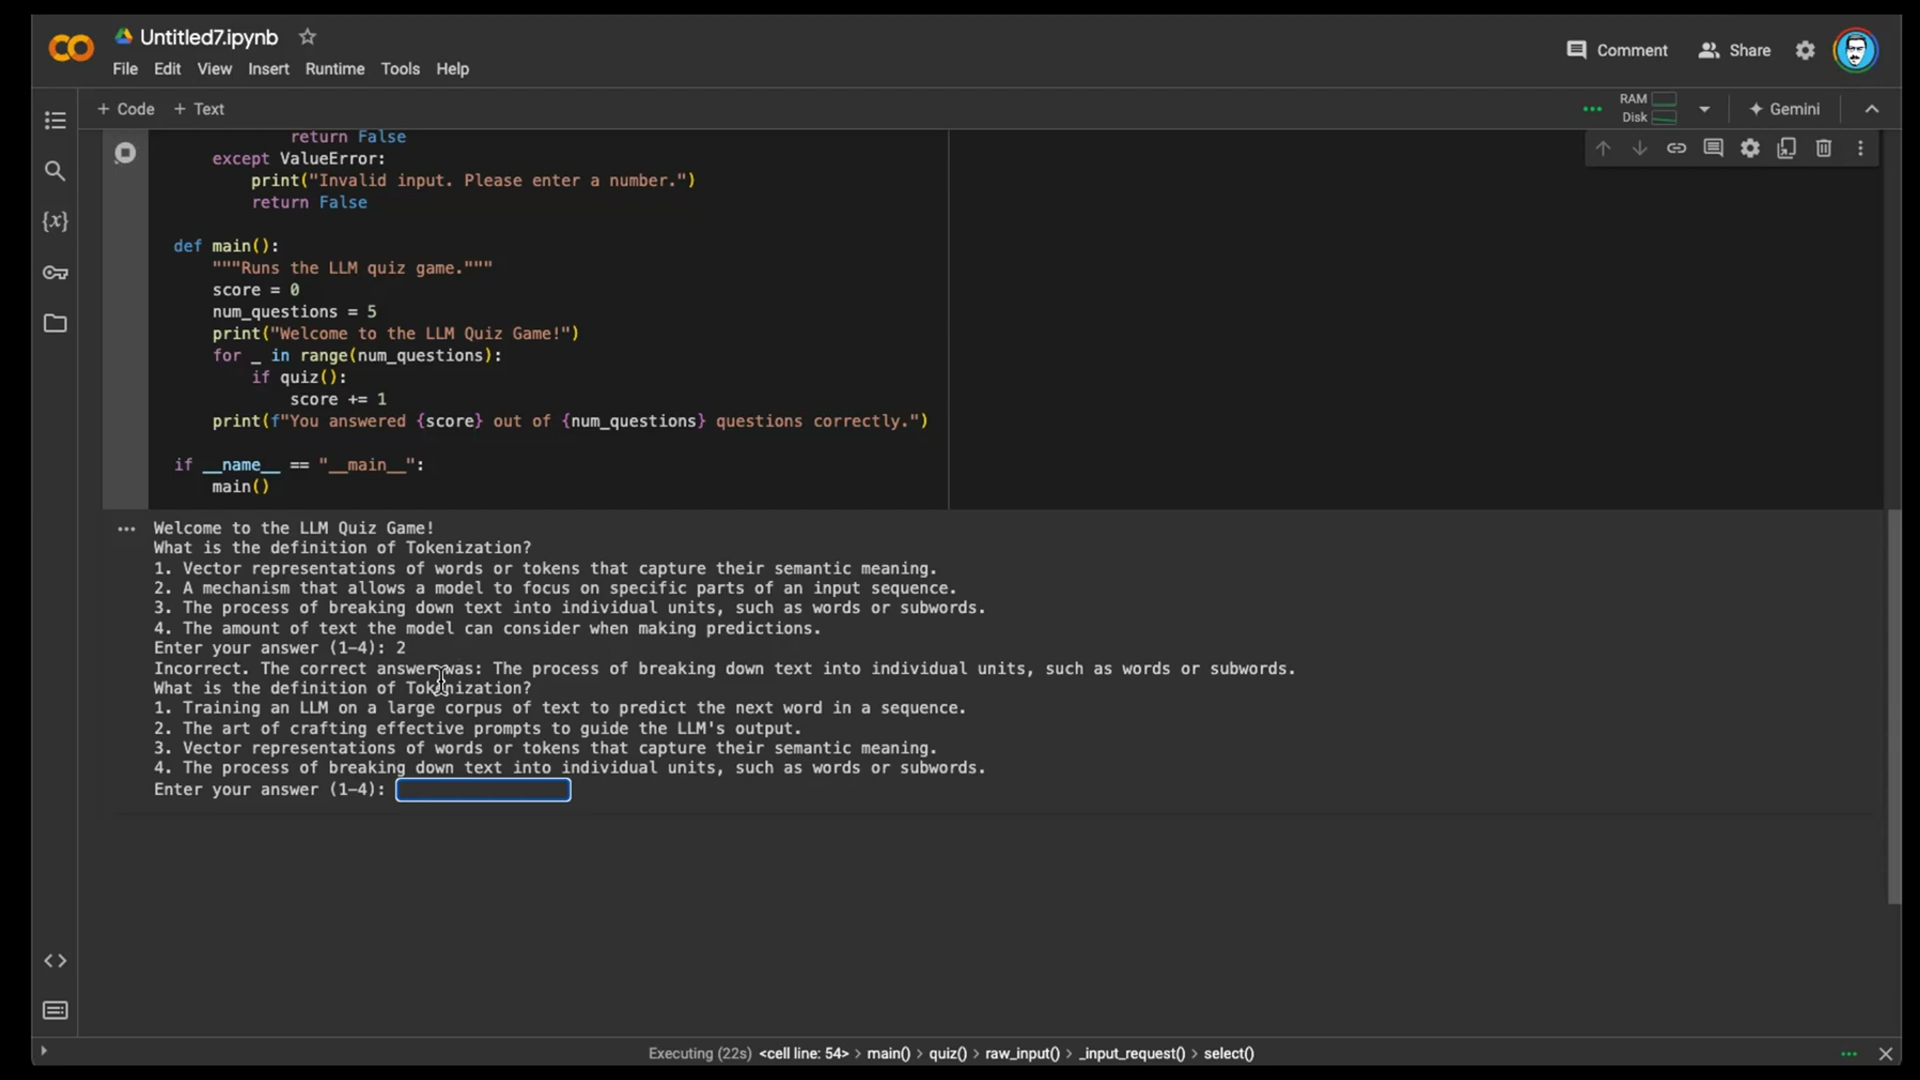 Untitled7.ipynb
Comment
Share
File Edit View Insert Runtime Tools Help
+ Code + Text
RAM
Disk
Gemini
return False
except ValueError:
print("Invalid input. Please enter a number.")
return False
def main():
"""Runs the LLM quiz game."""
score = 0
num_questions = 5
print("Welcome to the LLM Quiz Game!")
for _ in range(num_questions):
if quiz():
score += 1
print(f"You answered {score} out of {num_questions} questions correctly.")
if __name__ == "__main__":
main()
Welcome to the LLM Quiz Game!
What is the definition of Tokenization?
1. Vector representations of words or tokens that capture their semantic meaning.
2. A mechanism that allows a model to focus on specific parts of an input sequence.
3. The process of breaking down text into individual units, such as words or subwords.
4. The amount of text the model can consider when making predictions.
Enter your answer (1-4): 2
Incorrect. The correct answer was: The process of breaking down text into individual units, such as words or subwords.
What is the definition of Tokenization?
1. Training an LLM on a large corpus of text to predict the next word in a sequence.
2. The art of crafting effective prompts to guide the LLM's output.
3. Vector representations of words or tokens that capture their semantic meaning.
4. The process of breaking down text into individual units, such as words or subwords.
Enter your answer (1-4):
Executing (22s) <cell line: 54> > main() > quiz() > raw_input() > _input_request() > select()